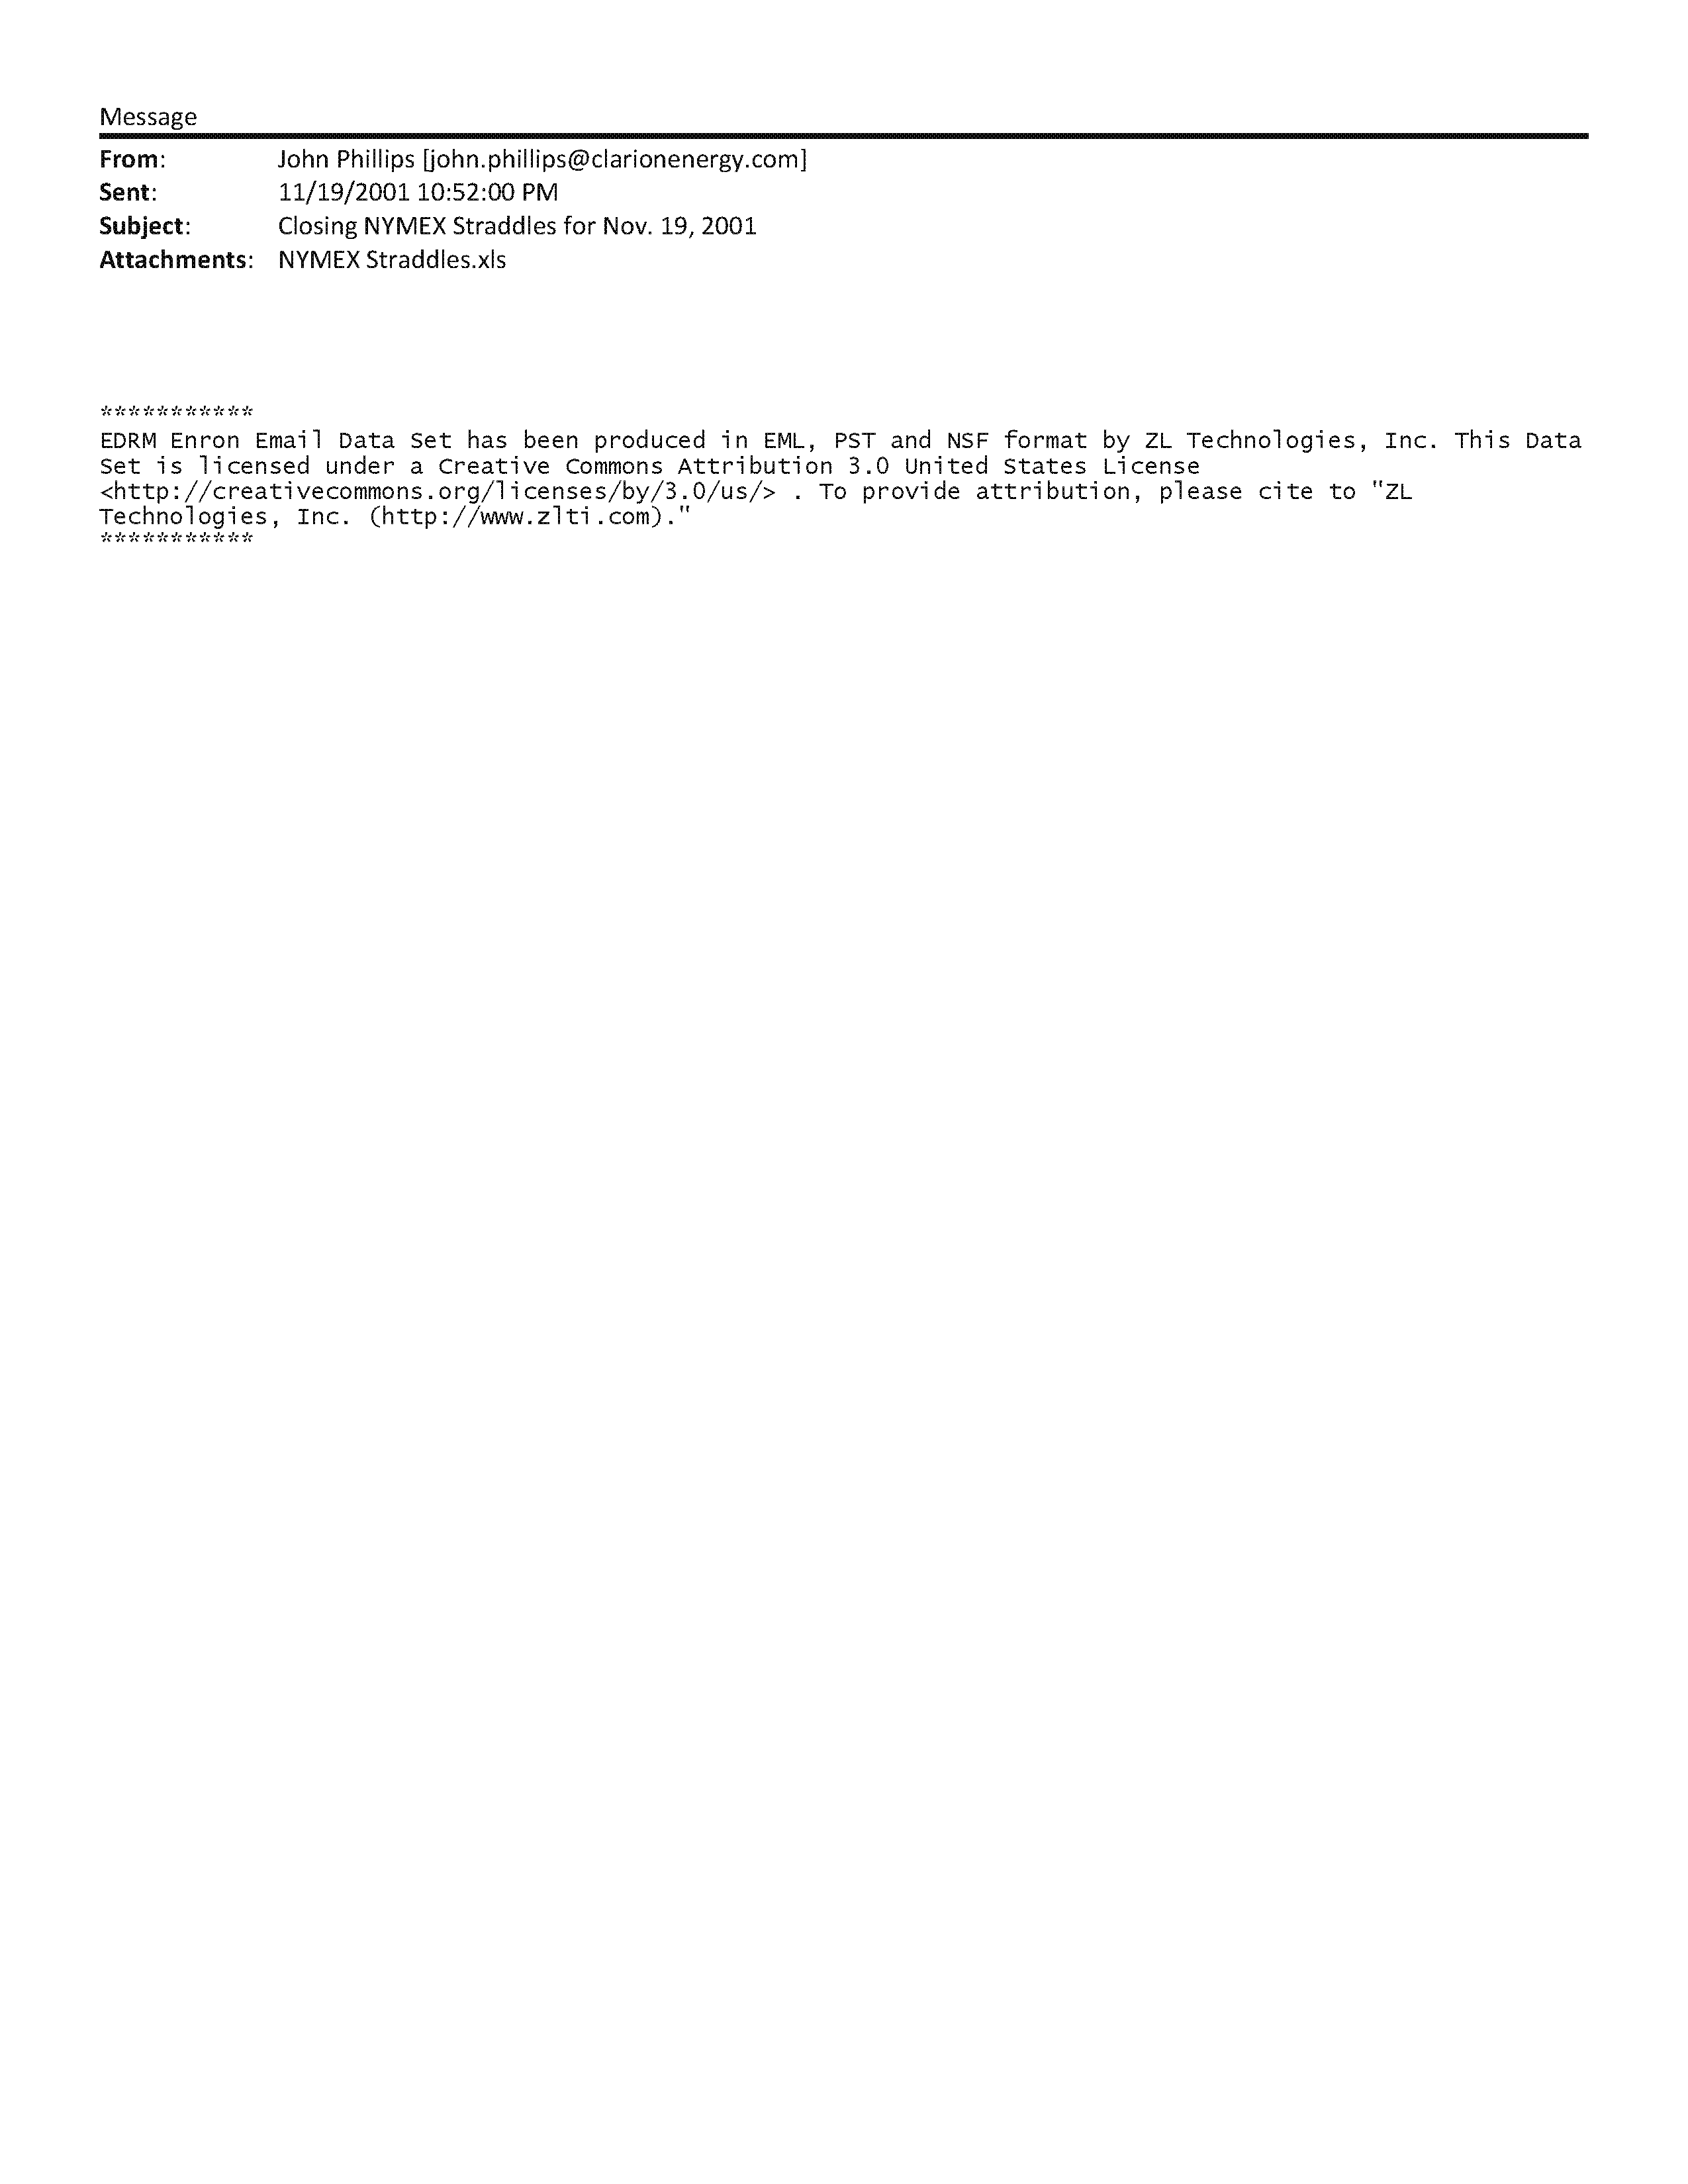 Message
From: John Phillips [john.phillips@clarionenergy.com]
Sent: 11/19/2001 10:52:00 PM
Subject: Closing NYMEX Straddles for Nov. 19, 2001
Attachments: NYMEX Straddles.xls
***********
EDRM Enron Email Data Set has been produced in EML, PST and NSF format by ZL Technologies, Inc. This Data
Set is licensed under a Creative Commons Attribution 3.0 United States License
<http://creativecommons.org/licenses/by/3.0/us/> . To provide attribution, please cite to "ZL
Technologies, Inc. (http://www.zlti.com)."
***********